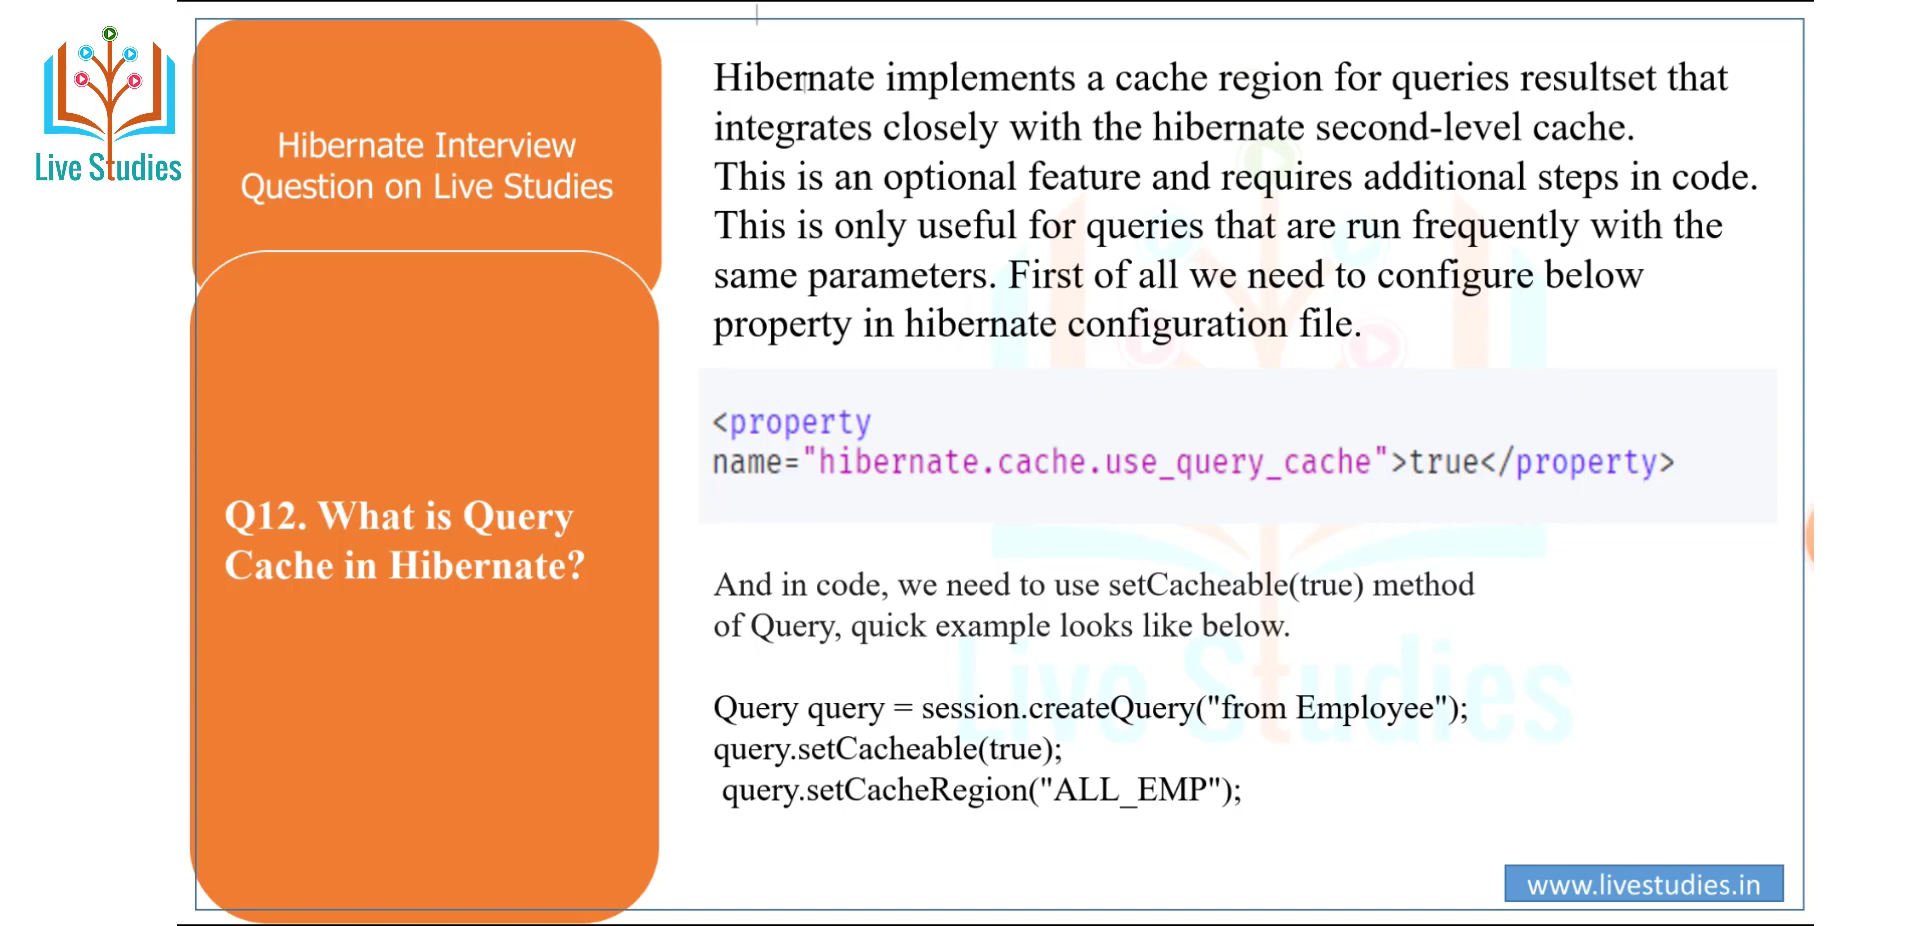 Live Studies
Hibernate Interview
Question on Live Studies
Q12. What is Query
Cache in Hibernate?
Hibernate implements a cache region for queries resultset that
integrates closely with the hibernate second-level cache.
This is an optional feature and requires additional steps in code.
This is only useful for queries that are run frequently with the
same parameters. First of all we need to configure below
property in hibernate configuration file.
<property
name="hibernate.cache.use_query_cache">true</property>
And in code, we need to use setCacheable(true) method
of Query, quick example looks like below.
Live Studies
Query query = session.createQuery("from Employee");
query.setCacheable(true);
query.setCacheRegion("ALL_EMP");
www.livestudies.in